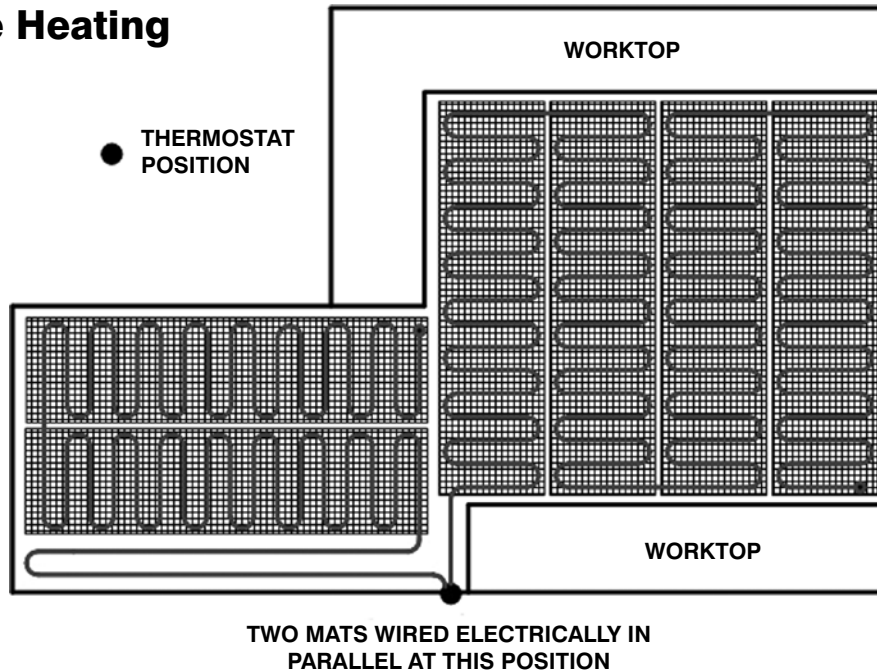 Heating
WORKTOP
THERMOSTAT
POSITION
WORKTOP
TWO MATS WIRED ELECTRICALLY IN
PARALLEL AT THIS POSITION